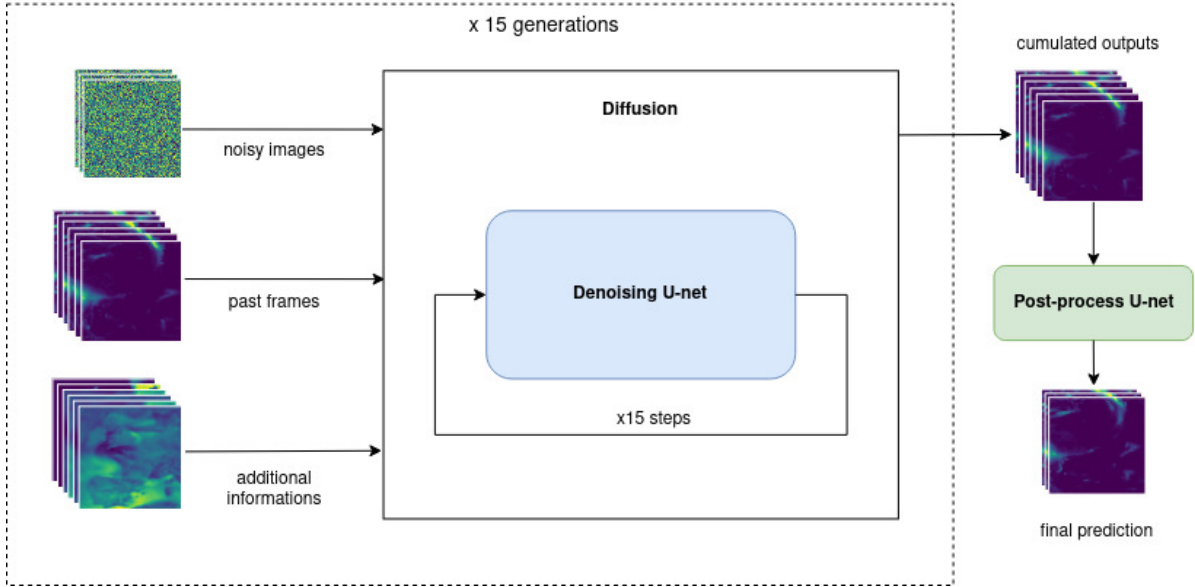 x 15 generations
cumulated outputs
Diffusion
noisy images
Denoising U-net
past frames
Post-process U-net
x15 steps
additional
informations
final prediction